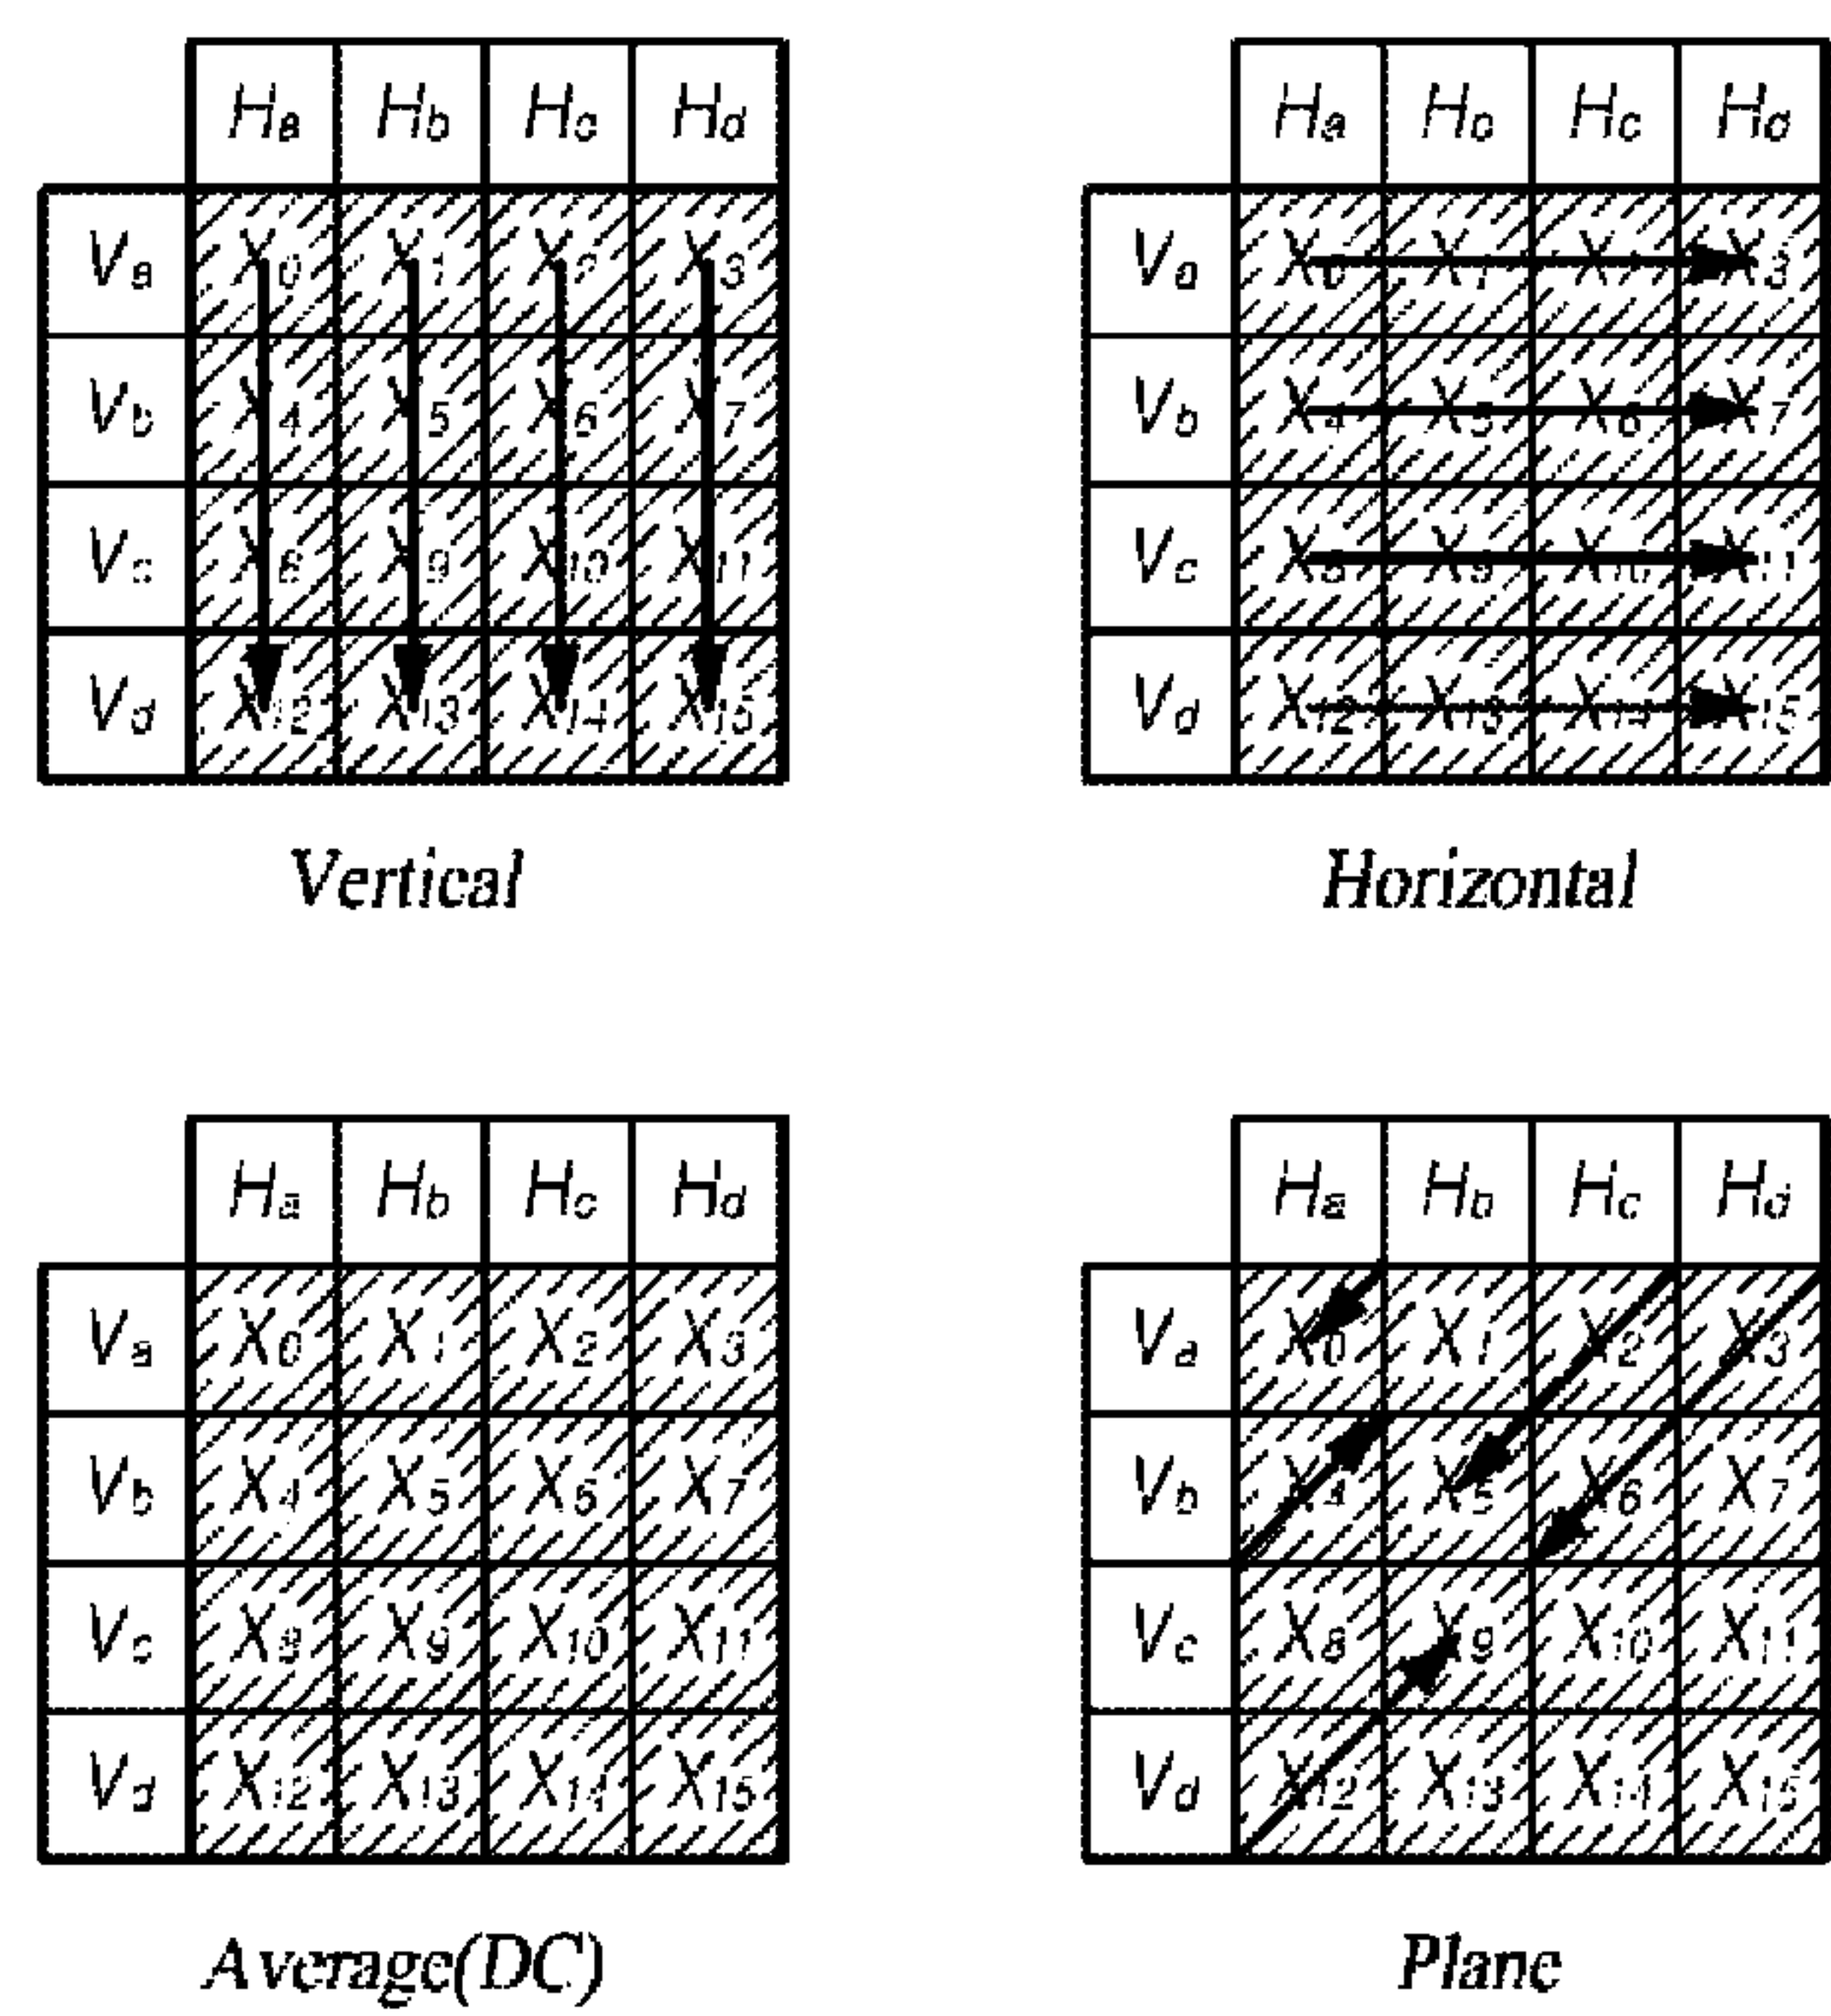 Ha Hb Hc Hd
Va X0 X1 X2 X3
Vb X4 X5 X6 X7
Vc X8 X9 X10 X11
Vd X12 X13 X14 X15
Vertical
Ha Hb Hc Hd
Va X0 X1 X2 X3
Vb X4 X5 X6 X7
Vc X8 X9 X10 X11
Vd X12 X13 X14 X15
Horizontal
Ha Hb Hc Hd
Va X0 X1 X2 X3
Vb X4 X5 X6 X7
Vc X8 X9 X10 X11
Vd X12 X13 X14 X15
Average(DC)
Ha Hb Hc Hd
Va X0 X1 X2 X3
Vb X4 X5 X6 X7
Vc X8 X9 X10 X11
Vd X12 X13 X14 X15
Plane